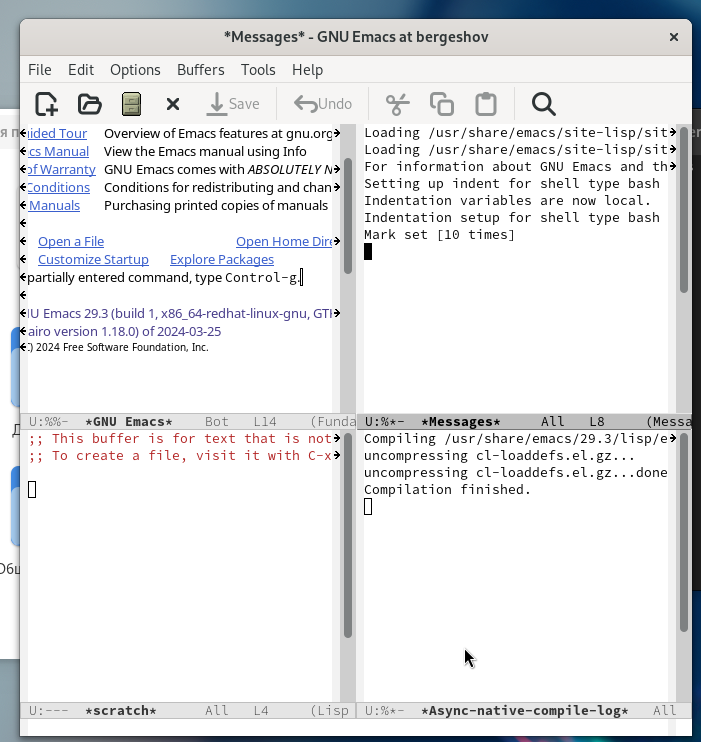 *Messages* - GNU Emacs at bergeshov
File Edit Options Buffers Tools Help
Save Undo
uided Tour Overview of Emacs features at gnu.org
cs Manual View the Emacs manual using Info
of Warranty GNU Emacs comes with ABSOLUTELY N
Conditions Conditions for redistributing and chan
Manuals Purchasing printed copies of manuals
Open a File Open Home Dire
Customize Startup Explore Packages
partially entered command, type Control-g.
NU Emacs 29.3 (build 1, x86_64-redhat-linux-gnu, GTK
airo version 1.18.0) of 2024-03-25
C) 2024 Free Software Foundation, Inc.
U:%%- *GNU Emacs* Bot L14 (Funda
Loading /usr/share/emacs/site-lisp/sit
Loading /usr/share/emacs/site-lisp/sit
For information about GNU Emacs and th
Setting up indent for shell type bash
Indentation variables are now local.
Indentation setup for shell type bash
Mark set [10 times]
U:%*- *Messages* All L8 (Messa
;; This buffer is for text that is not
;; To create a file, visit it with C-x
U:--- *scratch* All L4 (Lisp
Compiling /usr/share/emacs/29.3/lisp/e
uncompressing cl-loaddefs.el.gz...
uncompressing cl-loaddefs.el.gz...done
Compilation finished.
U:%*- *Async-native-compile-log* All